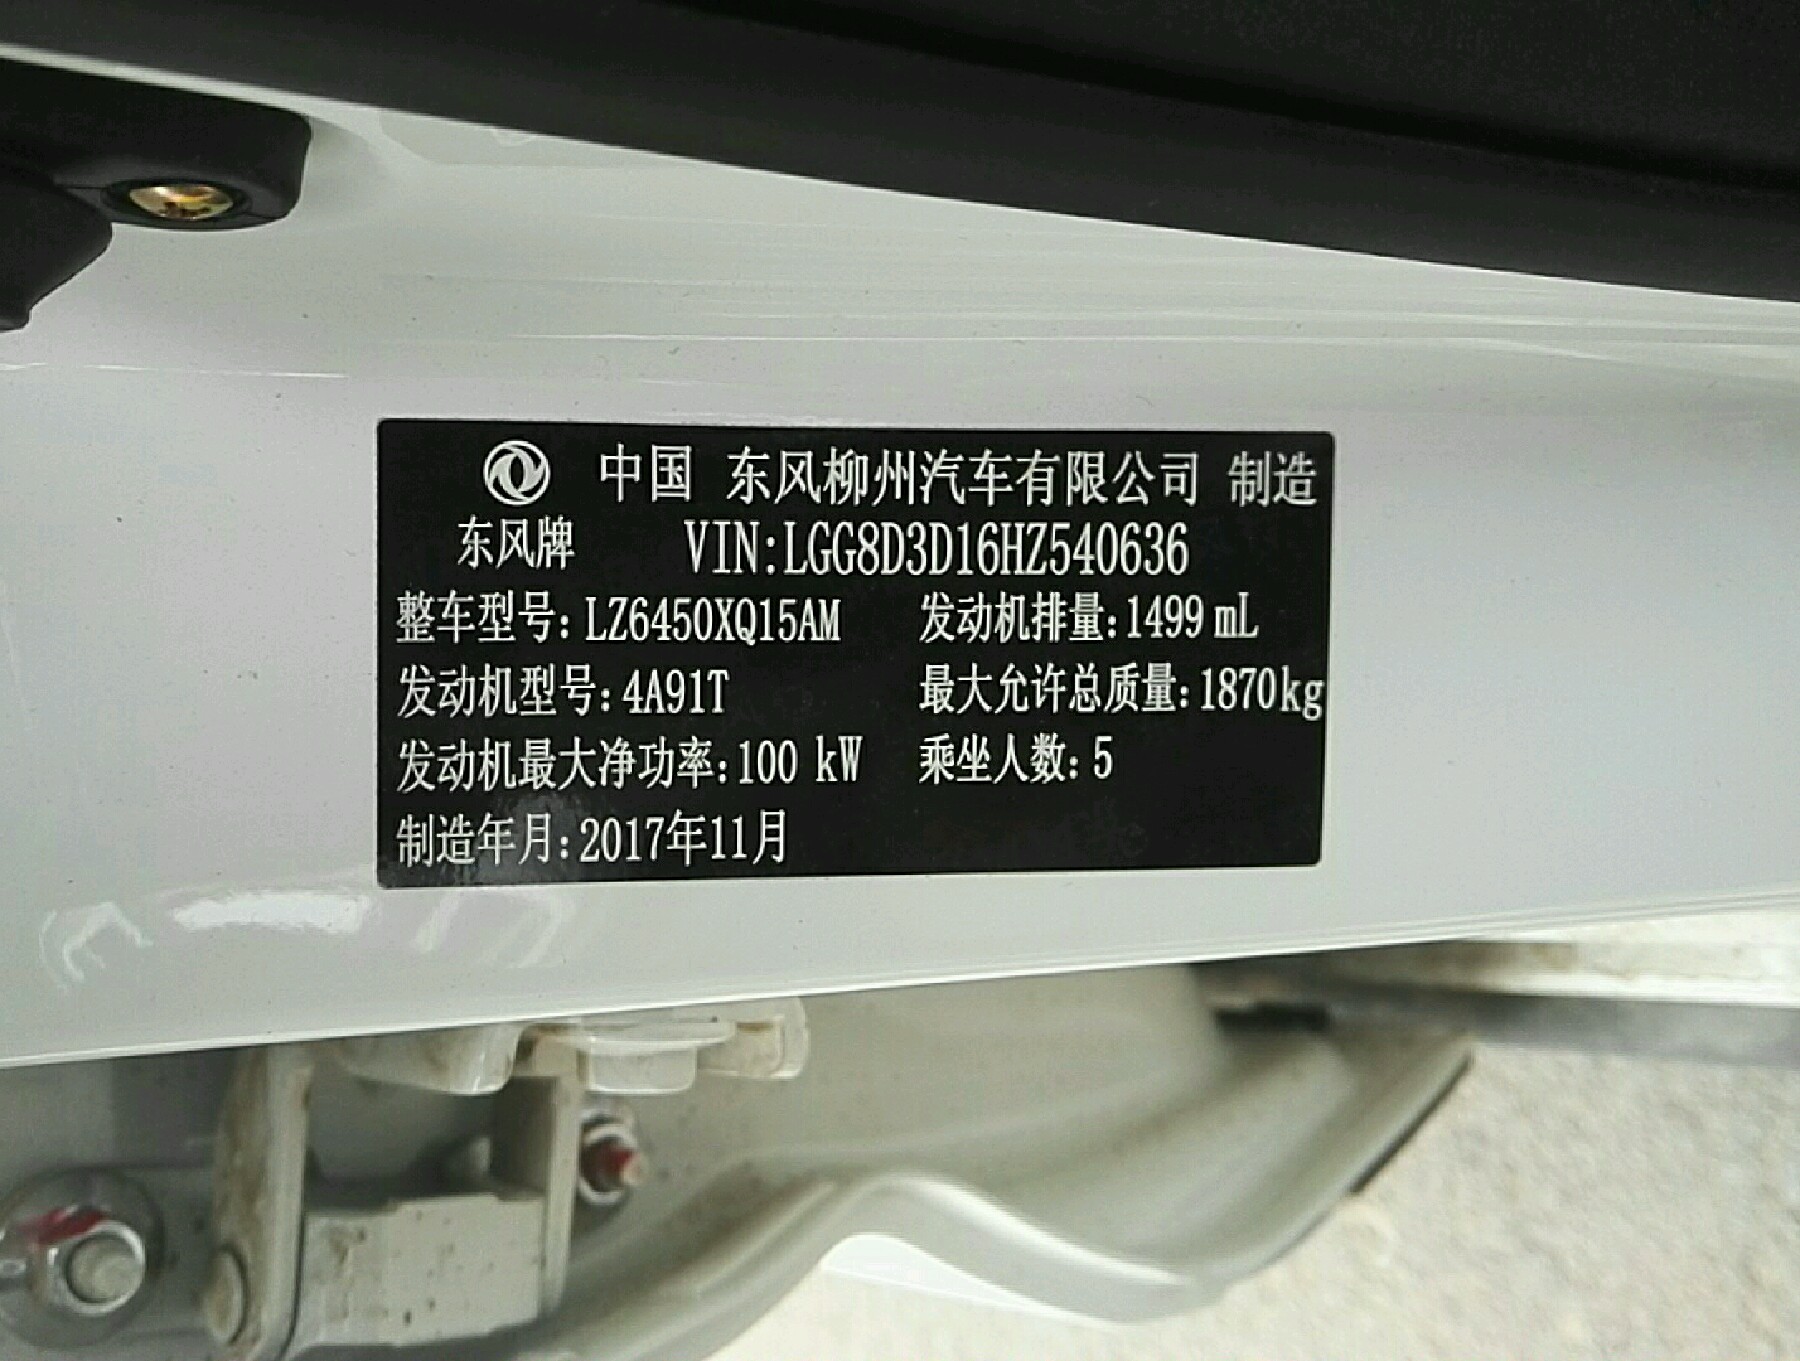 中国 东风柳州汽车有限公司 制造
东风牌 VIN:LGG8D3D16HZ540636
整车型号: LZ6450XQ15AM 发动机排量:1499 mL
发动机型号:4A91T 最大允许总质量:1870kg
发动机最大净功率:100 kW 乘坐人数:5
制造年月:2017年11月